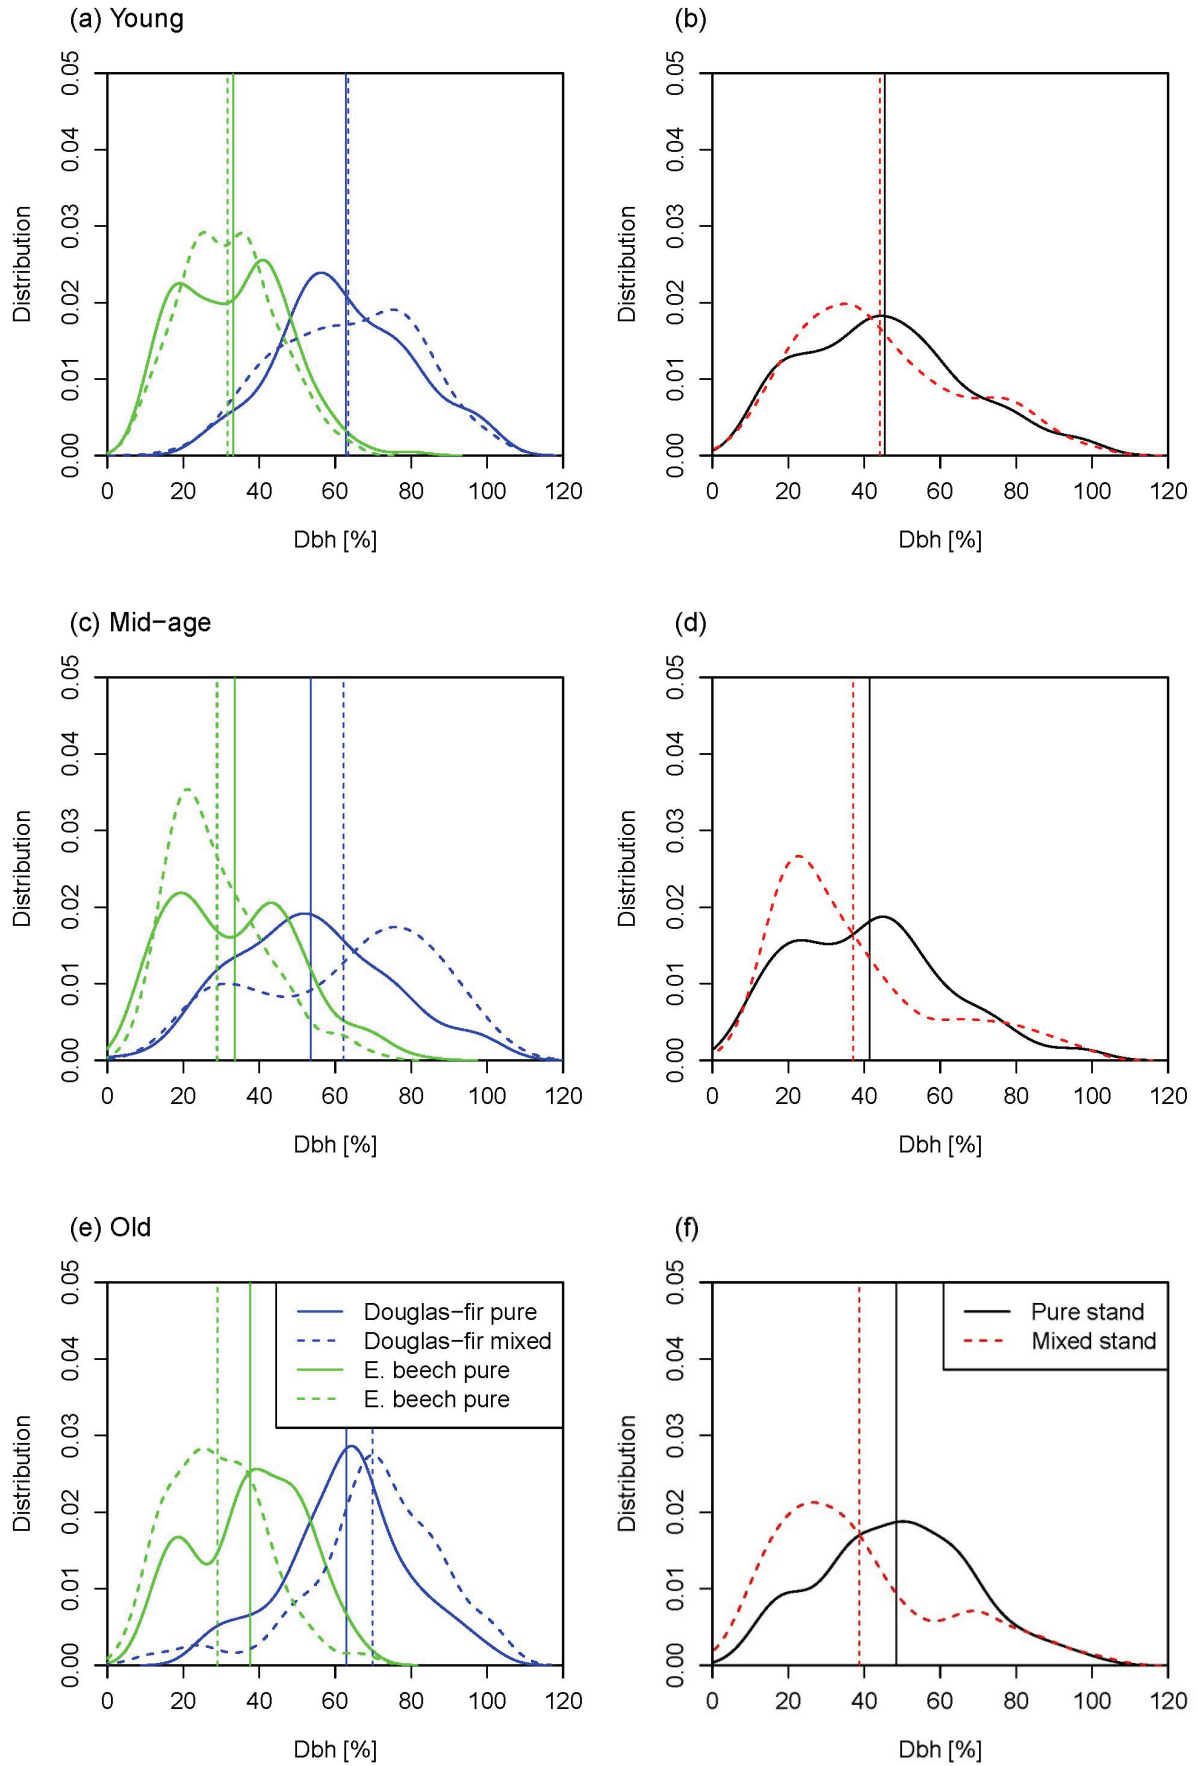 (a) Young
(b)
0.05
0.04
0.03
0.02
0.01
0.00
Distribution
0 20 40 60 80 100 120
Dbh [%]
0.05
0.04
0.03
0.02
0.01
0.00
Distribution
0 20 40 60 80 100 120
Dbh [%]
(c) Mid−age
(d)
0.05
0.04
0.03
0.02
0.01
0.00
Distribution
0 20 40 60 80 100 120
Dbh [%]
0.05
0.04
0.03
0.02
0.01
0.00
Distribution
0 20 40 60 80 100 120
Dbh [%]
(e) Old
(f)
0.05
0.04
0.03
0.02
0.01
0.00
Distribution
Douglas−fir pure
Douglas−fir mixed
E. beech pure
E. beech pure
0 20 40 60 80 100 120
Dbh [%]
0.05
0.04
0.03
0.02
0.01
0.00
Distribution
Pure stand
Mixed stand
0 20 40 60 80 100 120
Dbh [%]